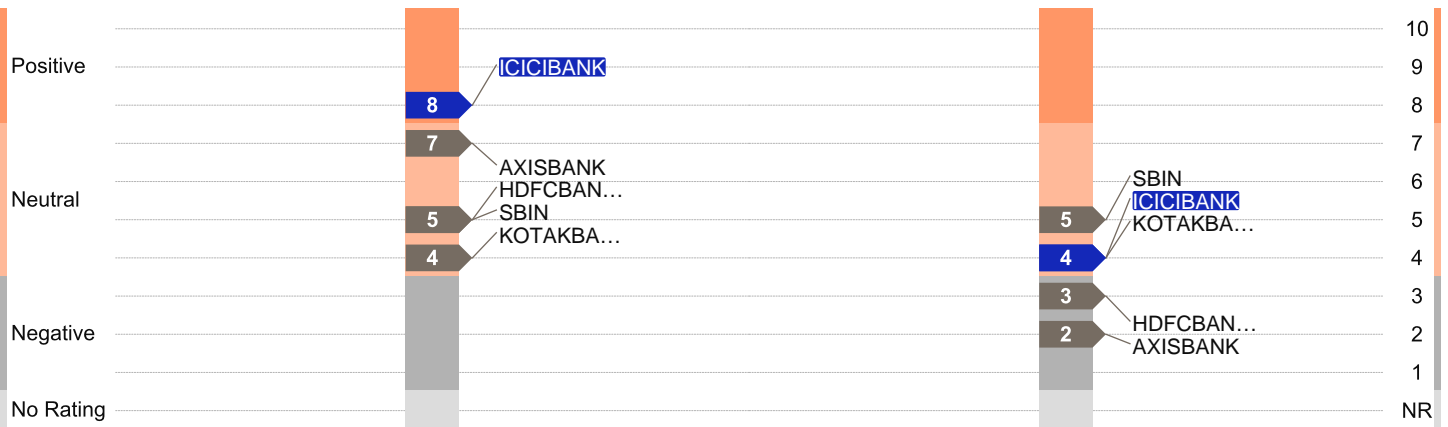 10
Positive
ICICIBANK
9
8
8
7
7
AXISBANK
SBIN
6
HDFCBAN…
Neutral
ICICIBANK
5
SBIN
5
KOTAKBA…
5
KOTAKBA…
4
4
4
3
3
HDFCBAN…
Negative
2
2
AXISBANK
1
No Rating
NR